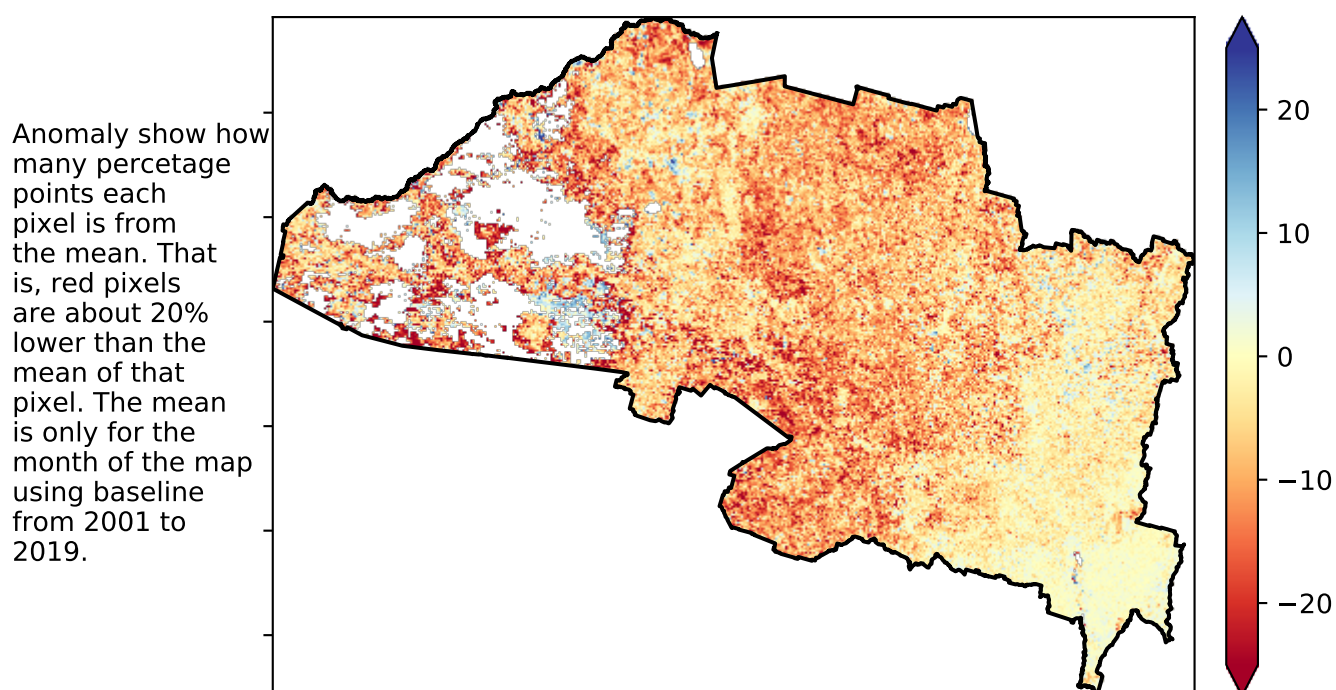 Anomaly show how
many percetage
points each
pixel is from
the mean. That
is, red pixels
are about 20%
lower than the
mean of that
pixel. The mean
is only for the
month of the map
using baseline
from 2001 to
2019.
20
10
0
−10
−20